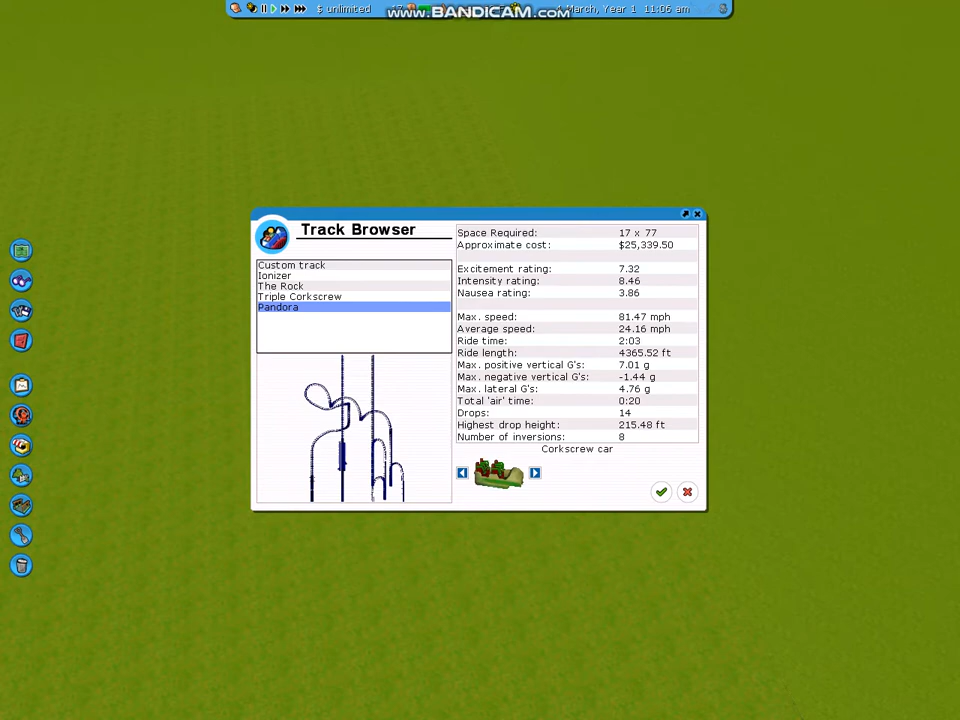 $ unlimited
www.BANDICAM.com
March, Year 1 11:06 am
Track Browser
Custom track
Ionizer
The Rock
Triple Corkscrew
Pandora
Space Required: 17 x 77
Approximate cost: $25,339.50
Excitement rating: 7.32
Intensity rating: 8.46
Nausea rating: 3.86
Max. speed: 81.47 mph
Average speed: 24.16 mph
Ride time: 2:03
Ride length: 4365.52 ft
Max. positive vertical G's: 7.01 g
Max. negative vertical G's: -1.44 g
Max. lateral G's: 4.76 g
Total 'air' time: 0:20
Drops: 14
Highest drop height: 215.48 ft
Number of inversions: 8
Corkscrew car